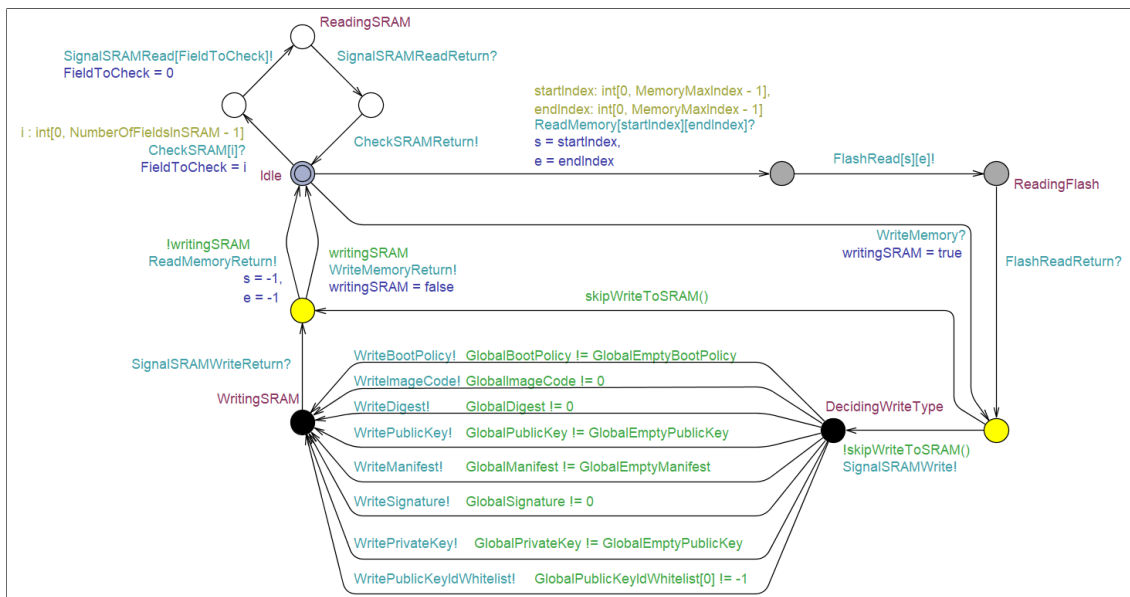 ReadingSRAM
SignalSRAMRead[FieldToCheck]!
FieldToCheck = 0
SignalSRAMReadReturn?
i : int[0, NumberOfFieldsInSRAM - 1]
CheckSRAM[i]?
FieldToCheck = i
CheckSRAMReturn!
Idle
startIndex: int[0, MemoryMaxIndex - 1],
endIndex: int[0, MemoryMaxIndex - 1]
ReadMemory[startIndex][endIndex]?
s = startIndex,
e = endIndex
FlashRead[s][e]!
ReadingFlash
WriteMemory?
writingSRAM = true
FlashReadReturn?
!writingSRAM
ReadMemoryReturn!
s = -1,
e = -1
writingSRAM
WriteMemoryReturn!
writingSRAM = false
skipWriteToSRAM()
SignalSRAMWriteReturn?
WritingSRAM
WriteBootPolicy! GlobalBootPolicy != GlobalEmptyBootPolicy
WriteImageCode! GlobalImageCode != 0
WriteDigest! GlobalDigest != 0
WritePublicKey! GlobalPublicKey != GlobalEmptyPublicKey
WriteManifest! GlobalManifest != GlobalEmptyManifest
WriteSignature! GlobalSignature != 0
WritePrivateKey! GlobalPrivateKey != GlobalEmptyPublicKey
WritePublicKeyIdWhitelist! GlobalPublicKeyIdWhitelist[0] != -1
DecidingWriteType
!skipWriteToSRAM()
SignalSRAMWrite!